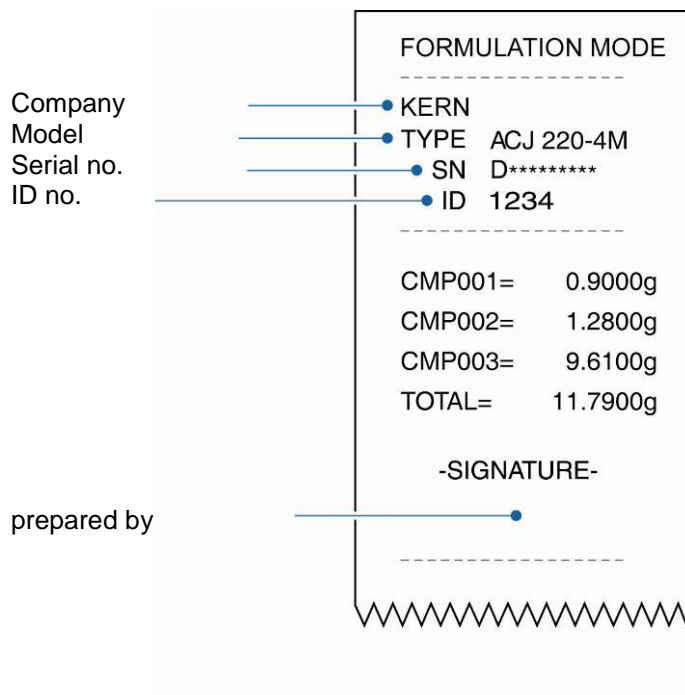 FORMULATION MODE
--------------------
Company KERN
Model TYPE ACJ 220-4M
Serial no. SN D*********
ID no. ID 1234
--------------------
CMP001= 0.9000g
CMP002= 1.2800g
CMP003= 9.6100g
TOTAL= 11.7900g
-SIGNATURE-
prepared by
--------------------